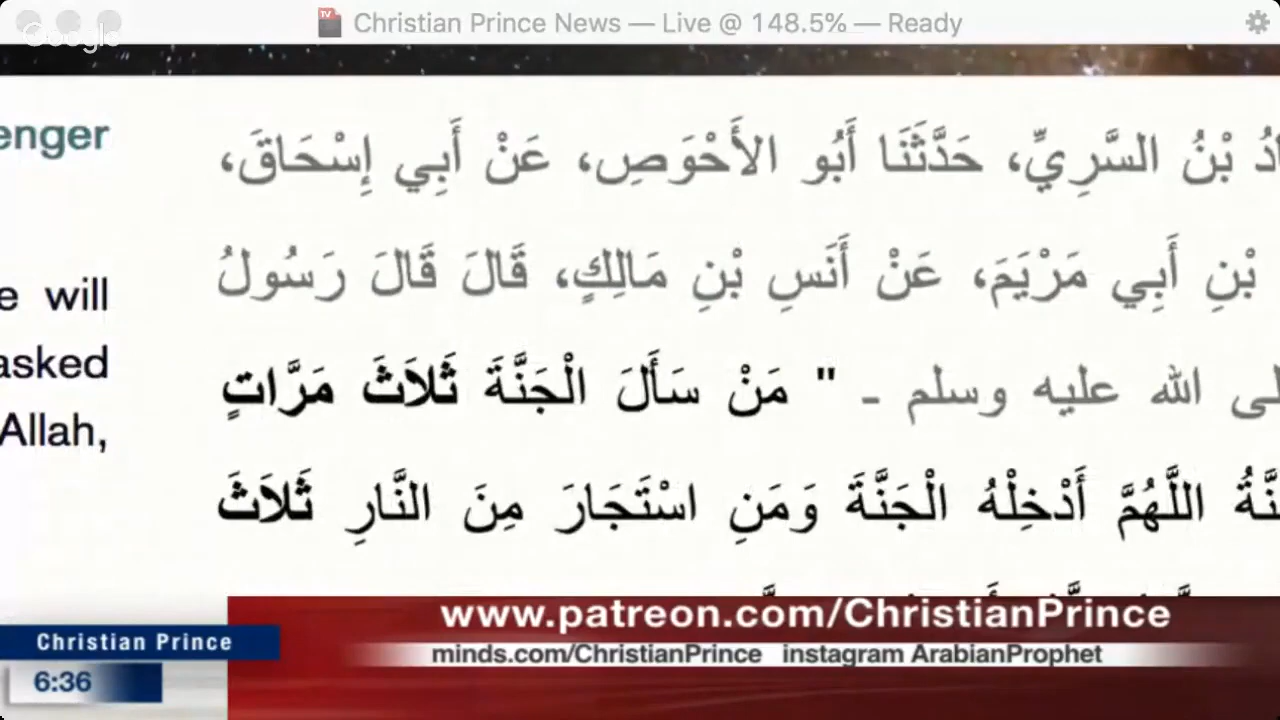 Christian Prince News — Live @ 148.5% — Ready
Google
enger
e will
asked
Allah,
ادُ بْنُ السَّرِيِّ، حَدَّثَنَا أَبُو الأَحْوَصِ، عَنْ أَبِي إِسْحَاقَ،
بْنِ أَبِي مَرْيَمَ، عَنْ أَنَسِ بْنِ مَالِكٍ، قَالَ قَالَ رَسُولُ
لى الله عليه وسلم ـ " مَنْ سَأَلَ الْجَنَّةَ ثَلاَثَ مَرَّاتٍ
نَّةُ اللَّهُمَّ أَدْخِلْهُ الْجَنَّةَ وَمَنِ اسْتَجَارَ مِنَ النَّارِ ثَلاَثَ
www.patreon.com/ChristianPrince
Christian Prince
minds.com/ChristianPrince instagram ArabianProphet
6:36